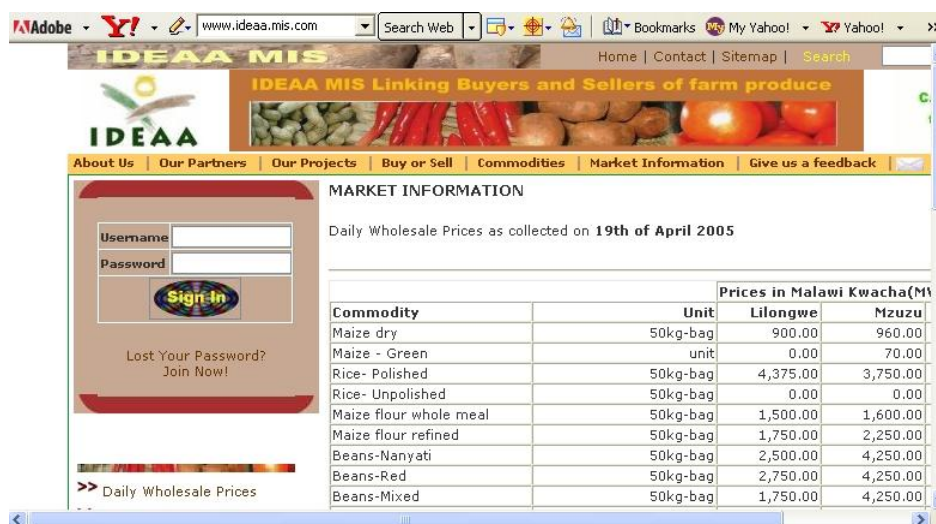 Adobe Y! www.ideaa.mis.com Search Web Bookmarks My Yahoo! Yahoo! »
IDEAA MIS Home | Contact | Sitemap | Search
IDEAA MIS Linking Buyers and Sellers of farm produce
IDEAA
About Us | Our Partners | Our Projects | Buy or Sell | Commodities | Market Information | Give us a feedback |
MARKET INFORMATION
Daily Wholesale Prices as collected on 19th of April 2005
Username
Password
Sign In
Lost Your Password?
Join Now!
>> Daily Wholesale Prices
Prices in Malawi Kwacha(M
Commodity Unit Lilongwe Mzuzu
Maize dry 50kg-bag 900.00 960.00
Maize - Green unit 0.00 70.00
Rice- Polished 50kg-bag 4,375.00 3,750.00
Rice- Unpolished 50kg-bag 0.00 0.00
Maize flour whole meal 50kg-bag 1,500.00 1,600.00
Maize flour refined 50kg-bag 1,750.00 2,250.00
Beans-Nanyati 50kg-bag 2,500.00 4,250.00
Beans-Red 50kg-bag 2,750.00 4,250.00
Beans-Mixed 50kg-bag 1,750.00 4,250.00